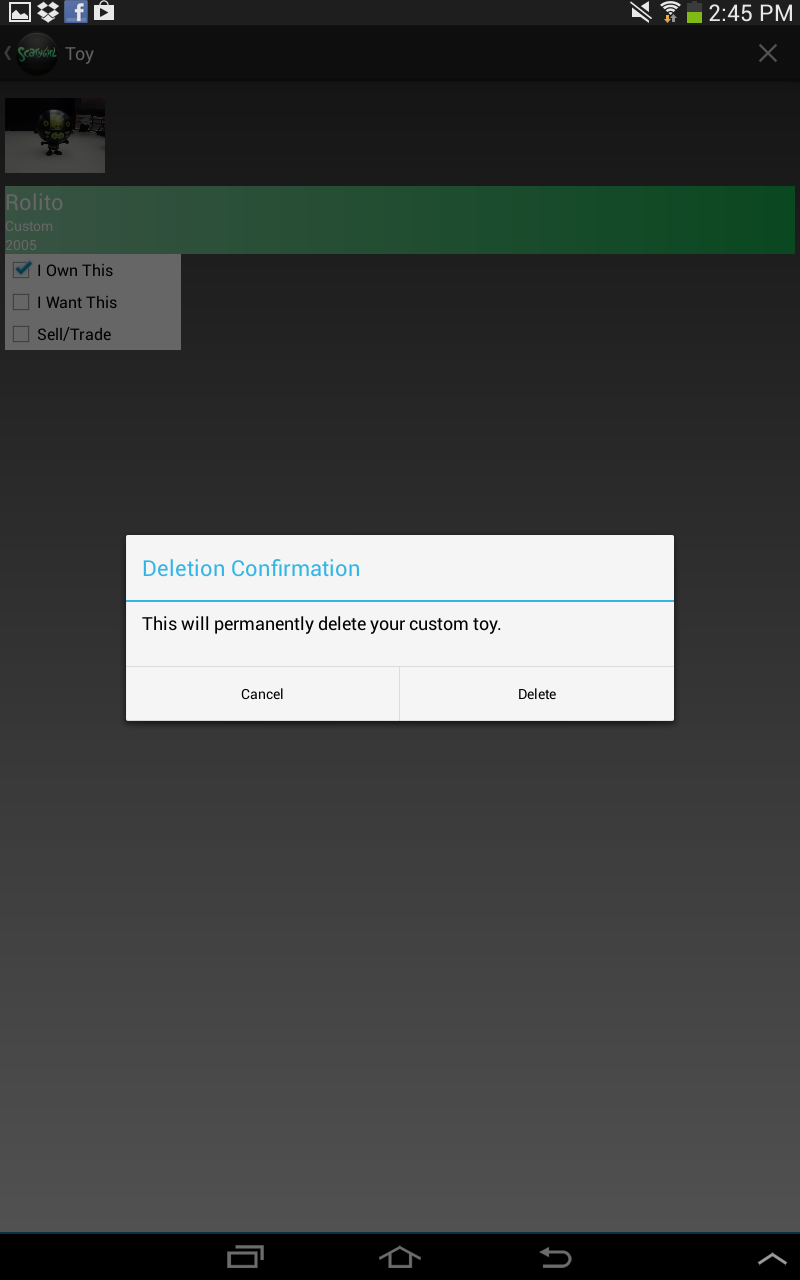 2:45 PM
Scarygirl
Toy
Rolito
Custom
2005
I Own This
I Want This
Sell/Trade
Deletion Confirmation
This will permanently delete your custom toy.
Cancel
Delete